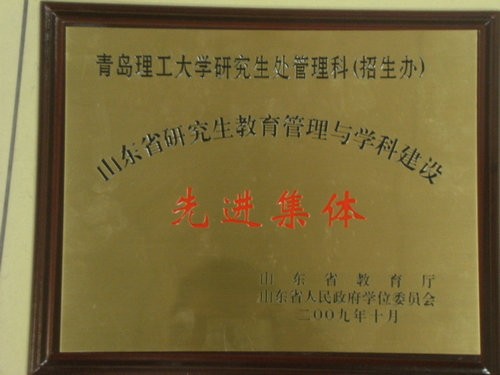 青岛理工大学研究生处管理科(招生办)
山东省研究生教育管理与学科建设
先进集体
山东省教育厅
山东省人民政府学位委员会
二00九年十月